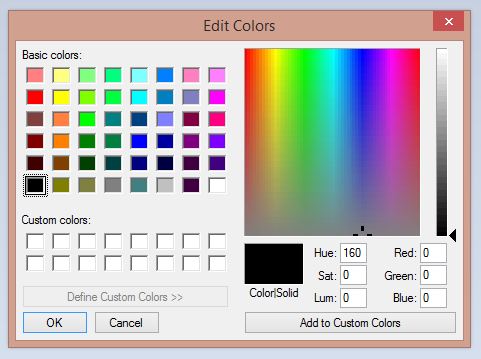 Edit Colors
Basic colors:
Custom colors:
Define Custom Colors >>
OK
Cancel
Color|Solid
Hue: 160
Sat: 0
Lum: 0
Red: 0
Green: 0
Blue: 0
Add to Custom Colors